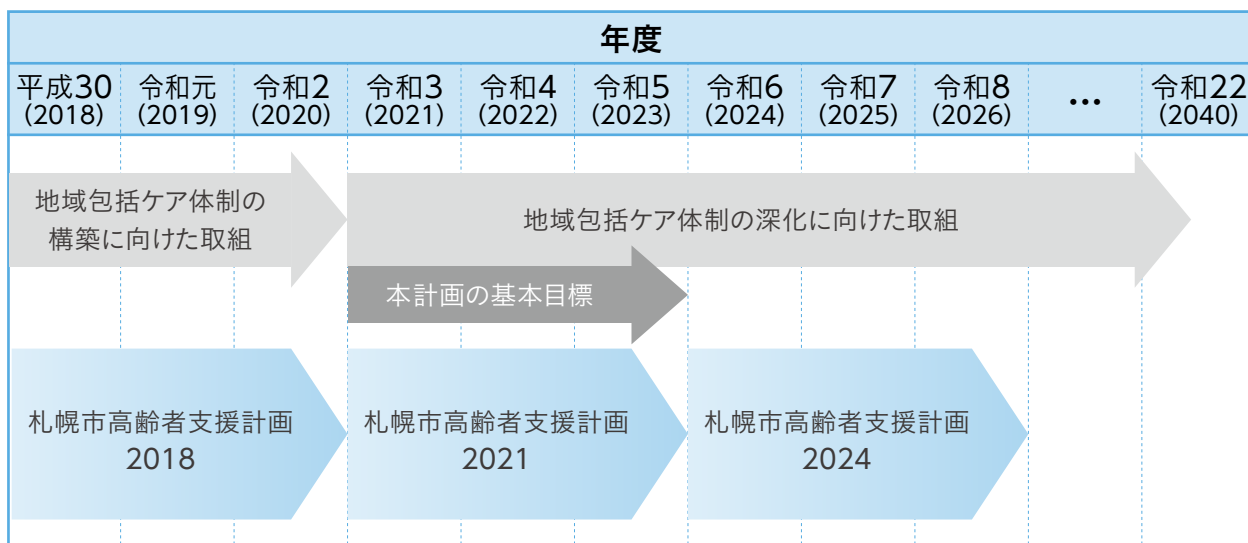 年度
平成30 令和元 令和2 令和3 令和4 令和5 令和6 令和7 令和8 … 令和22
(2018) (2019) (2020) (2021) (2022) (2023) (2024) (2025) (2026) (2040)
地域包括ケア体制の
構築に向けた取組
地域包括ケア体制の深化に向けた取組
本計画の基本目標
札幌市高齢者支援計画
2018
札幌市高齢者支援計画
2021
札幌市高齢者支援計画
2024